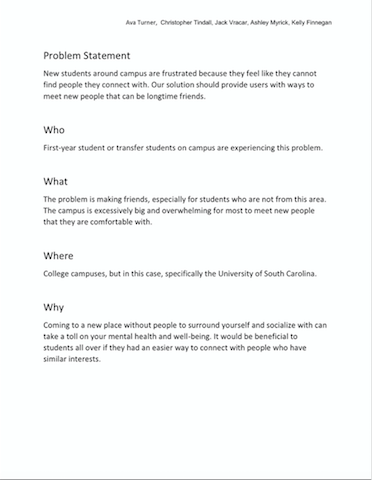 Ava Turner, Christopher Tindall, Jack Vracar, Ashley Myrick, Kelly Finnegan
Problem Statement
New students around campus are frustrated because they feel like they cannot
find people they connect with. Our solution should provide users with ways to
meet new people that can be longtime friends.
Who
First-year student or transfer students on campus are experiencing this problem.
What
The problem is making friends, especially for students who are not from this area.
The campus is excessively big and overwhelming for most to meet new people
that they are comfortable with.
Where
College campuses, but in this case, specifically the University of South Carolina.
Why
Coming to a new place without people to surround yourself and socialize with can
take a toll on your mental health and well-being. It would be beneficial to
students all over if they had an easier way to connect with people who have
similar interests.